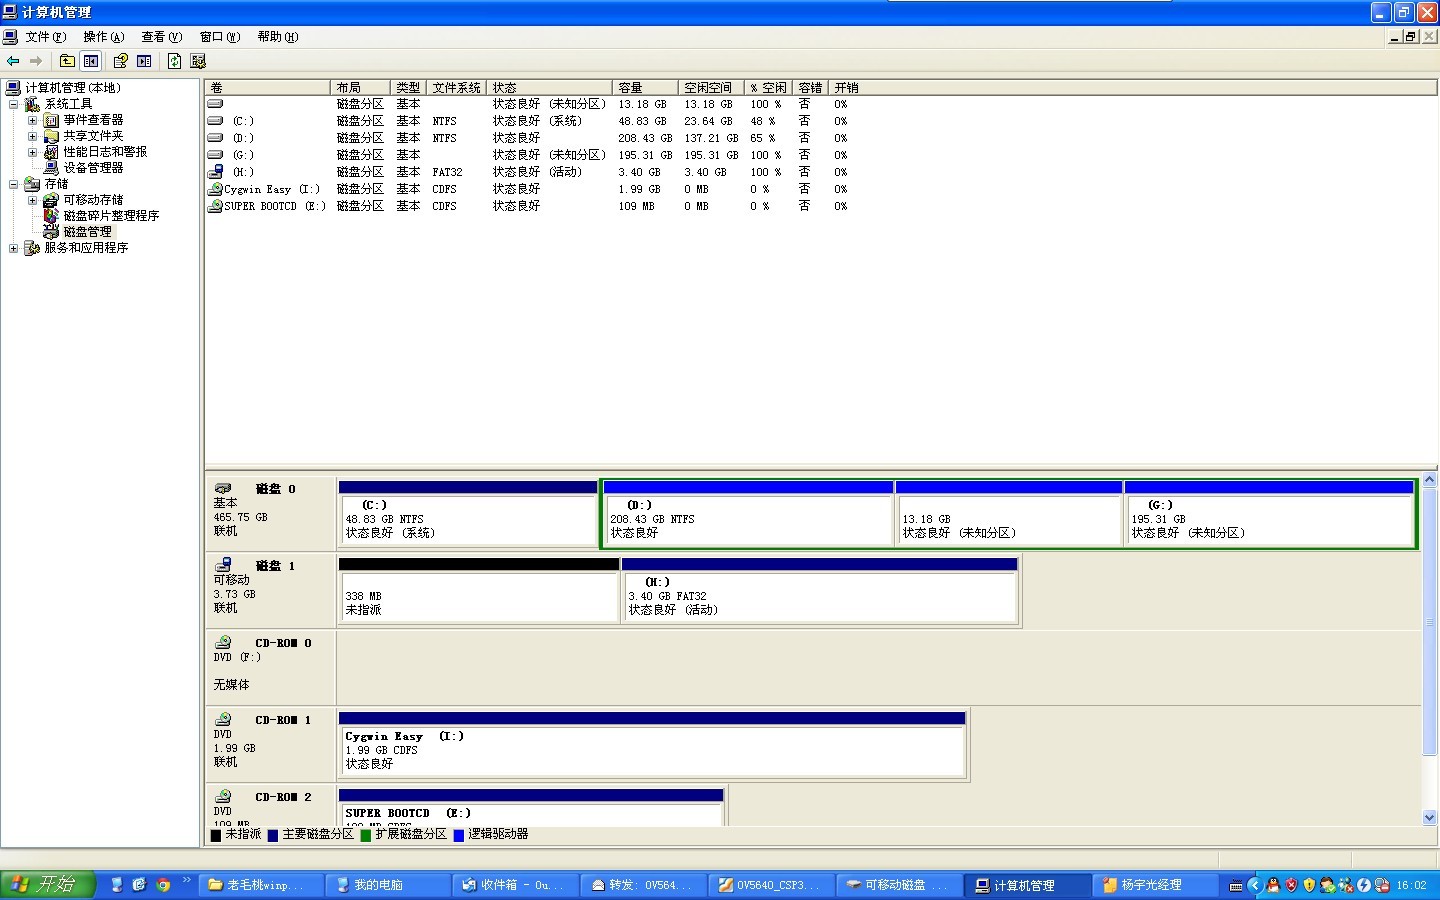 计算机管理
文件(F) 操作(A) 查看(V) 窗口(W) 帮助(H)
计算机管理(本地)
系统工具
事件查看器
共享文件夹
性能日志和警报
设备管理器
存储
可移动存储
磁盘碎片整理程序
磁盘管理
服务和应用程序
卷 布局 类型 文件系统 状态 容量 空闲空间 % 空闲 容错 开销
磁盘分区 基本 状态良好 (未知分区) 13.18 GB 13.18 GB 100 % 否 0%
(C:) 磁盘分区 基本 NTFS 状态良好 (系统) 48.83 GB 23.64 GB 48 % 否 0%
(D:) 磁盘分区 基本 NTFS 状态良好 208.43 GB 137.21 GB 65 % 否 0%
(G:) 磁盘分区 基本 状态良好 (未知分区) 195.31 GB 195.31 GB 100 % 否 0%
(H:) 磁盘分区 基本 FAT32 状态良好 (活动) 3.40 GB 3.40 GB 100 % 否 0%
Cygwin Easy (I:) 磁盘分区 基本 CDFS 状态良好 1.99 GB 0 MB 0 % 否 0%
SUPER BOOTCD (E:) 磁盘分区 基本 CDFS 状态良好 109 MB 0 MB 0 % 否 0%
磁盘 0
基本
465.75 GB
联机
(C:)
48.83 GB NTFS
状态良好 (系统)
(D:)
208.43 GB NTFS
状态良好
13.18 GB
状态良好 (未知分区)
(G:)
195.31 GB
状态良好 (未知分区)
磁盘 1
可移动
3.73 GB
联机
338 MB
未指派
(H:)
3.40 GB FAT32
状态良好 (活动)
CD-ROM 0
DVD (F:)
无媒体
CD-ROM 1
DVD
1.99 GB
联机
Cygwin Easy (I:)
1.99 GB CDFS
状态良好
CD-ROM 2
DVD
109 MB
SUPER BOOTCD (E:)
109 MB CDFS
未指派 主要磁盘分区 扩展磁盘分区 逻辑驱动器
开始 老毛桃winp... 我的电脑 收件箱 - Ou... 转发: OV564... OV5640_CSP3... 可移动磁盘 ... 计算机管理 杨宇光经理 16:02